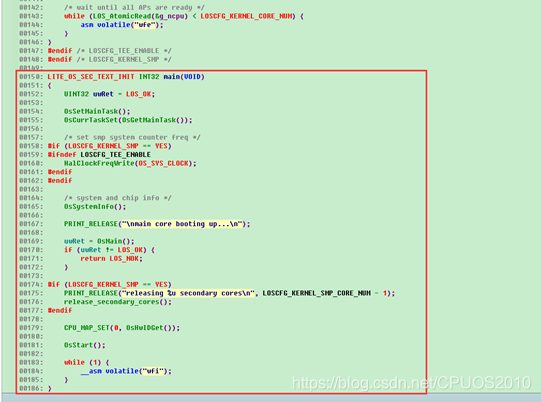 00141:
00142:     /* wait until all APs are ready */
00143:     while (LOS_AtomicRead(&g_ncpu) < LOSCFG_KERNEL_CORE_NUM) {
00144:         asm volatile("wfe");
00145:     }
00146: }
00147: #endif /* LOSCFG_TEE_ENABLE */
00148: #endif /* LOSCFG_KERNEL_SMP */
00149:
00150: LITE_OS_SEC_TEXT_INIT INT32 main(VOID)
00151: {
00152:     UINT32 uwRet = LOS_OK;
00153:
00154:     OsSetMainTask();
00155:     OsCurrTaskSet(OsGetMainTask());
00156:
00157:     /* set smp system counter freq */
00158: #if (LOSCFG_KERNEL_SMP == YES)
00159: #ifndef LOSCFG_TEE_ENABLE
00160:     HalClockFreqWrite(OS_SYS_CLOCK);
00161: #endif
00162: #endif
00163:
00164:     /* system and chip info */
00165:     OsSystemInfo();
00166:
00167:     PRINT_RELEASE("\nmain core booting up...\n");
00168:
00169:     uwRet = OsMain();
00170:     if (uwRet != LOS_OK) {
00171:         return LOS_NOK;
00172:     }
00173:
00174: #if (LOSCFG_KERNEL_SMP == YES)
00175:     PRINT_RELEASE("releasing %u secondary cores\n", LOSCFG_KERNEL_SMP_CORE_NUM - 1);
00176:     release_secondary_cores();
00177: #endif
00178:
00179:     CPU_MAP_SET(0, OsHwIDGet());
00180:
00181:     OsStart();
00182:
00183:     while (1) {
00184:         __asm volatile("wfi");
00185:     }
00186: }
https://blog.csdn.net/CPUOS2010